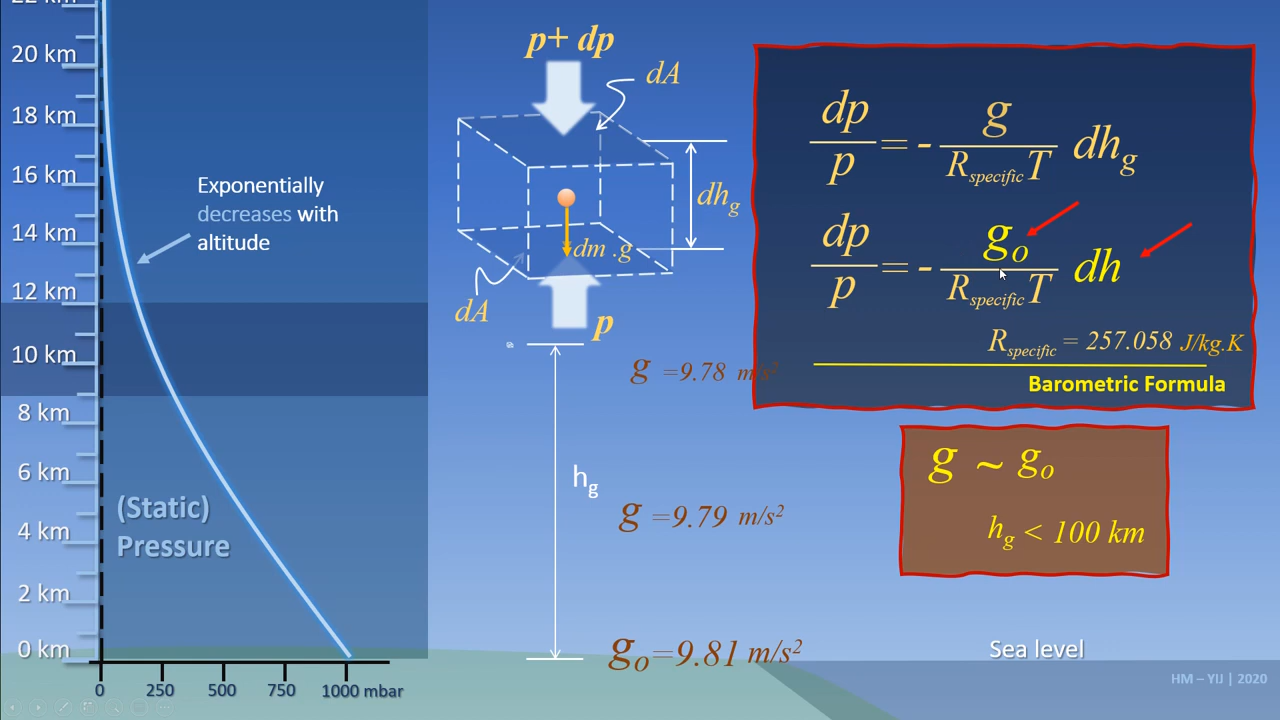 22 km
20 km
18 km
16 km
14 km
12 km
10 km
8 km
6 km
4 km
2 km
0 km
0 250 500 750 1000 mbar
Exponentially
decreases with
altitude
(Static)
Pressure
p+ dp
dA
dh_g
dm .g
dA
p
h_g
g =9.78 m/s²
g =9.79 m/s²
g_o=9.81 m/s²
dp/p = - g/(R_specific T) dh_g
dp/p = - g_o/(R_specific T) dh
R_specific = 257.058 J/kg.K
Barometric Formula
g ~ g_o
h_g < 100 km
Sea level
HM – YIJ | 2020